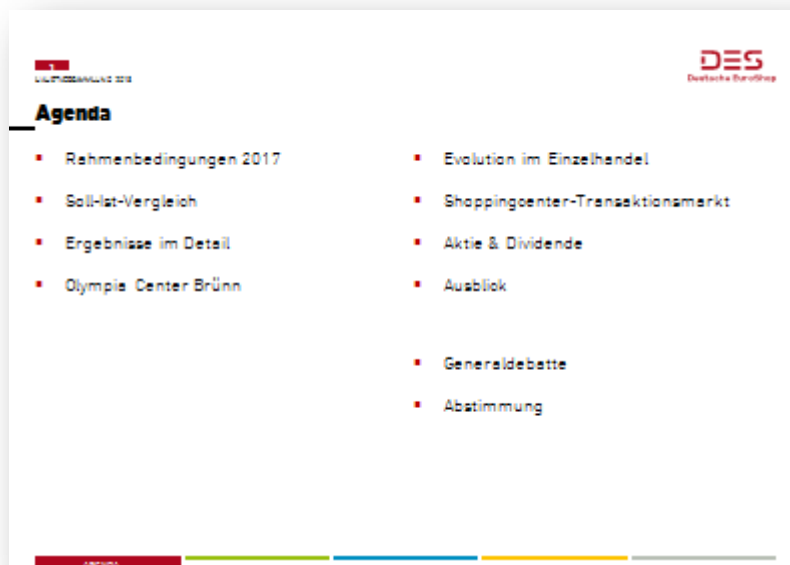 DES
Deutsche EuroShop
Agenda
Rahmenbedingungen 2017
Soll-Ist-Vergleich
Ergebnisse im Detail
Olympia Center Brünn
Evolution im Einzelhandel
Shoppingcenter-Transaktionsmarkt
Aktie & Dividende
Ausblick
Generaldebatte
Abstimmung
AGENDA